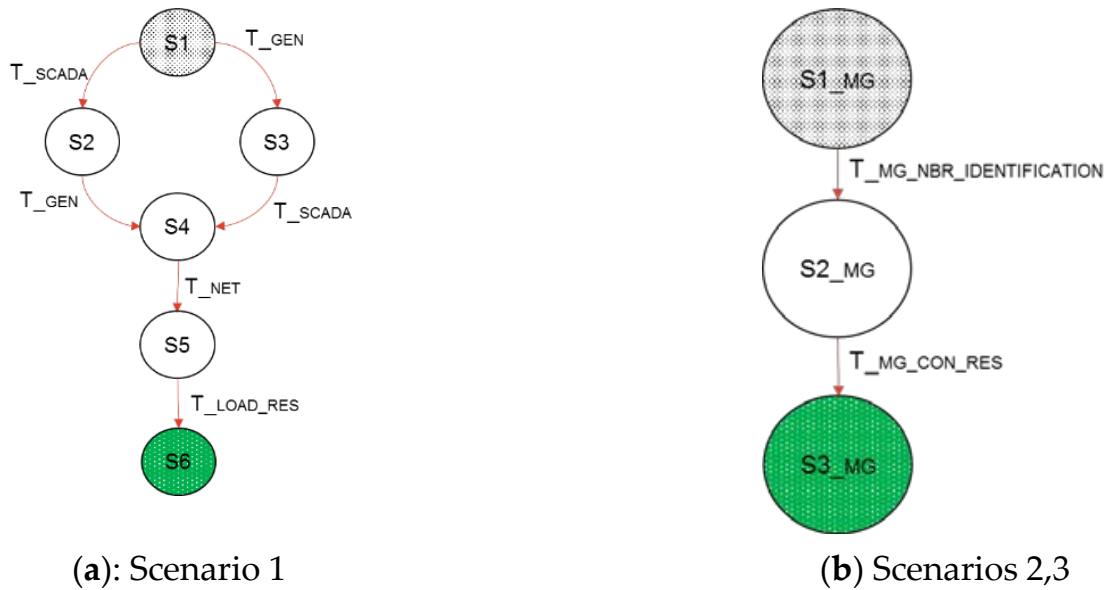 S1
T_GEN
T_SCADA
S2
S3
T_GEN
T_SCADA
S4
T_NET
S5
T_LOAD_RES
S6
(a): Scenario 1
S1_MG
T_MG_NBR_IDENTIFICATION
S2_MG
T_MG_CON_RES
S3_MG
(b) Scenarios 2,3